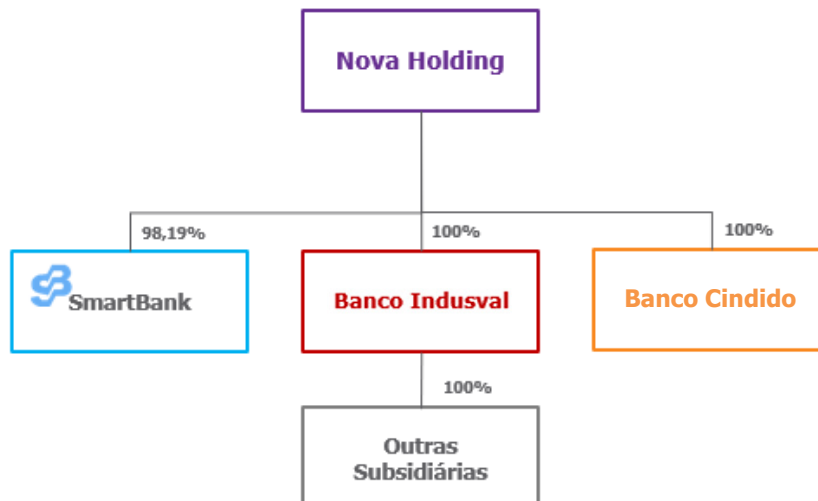 Nova Holding
98,19%
100%
100%
SmartBank
Banco Indusval
Banco Cindido
100%
Outras
Subsidiárias